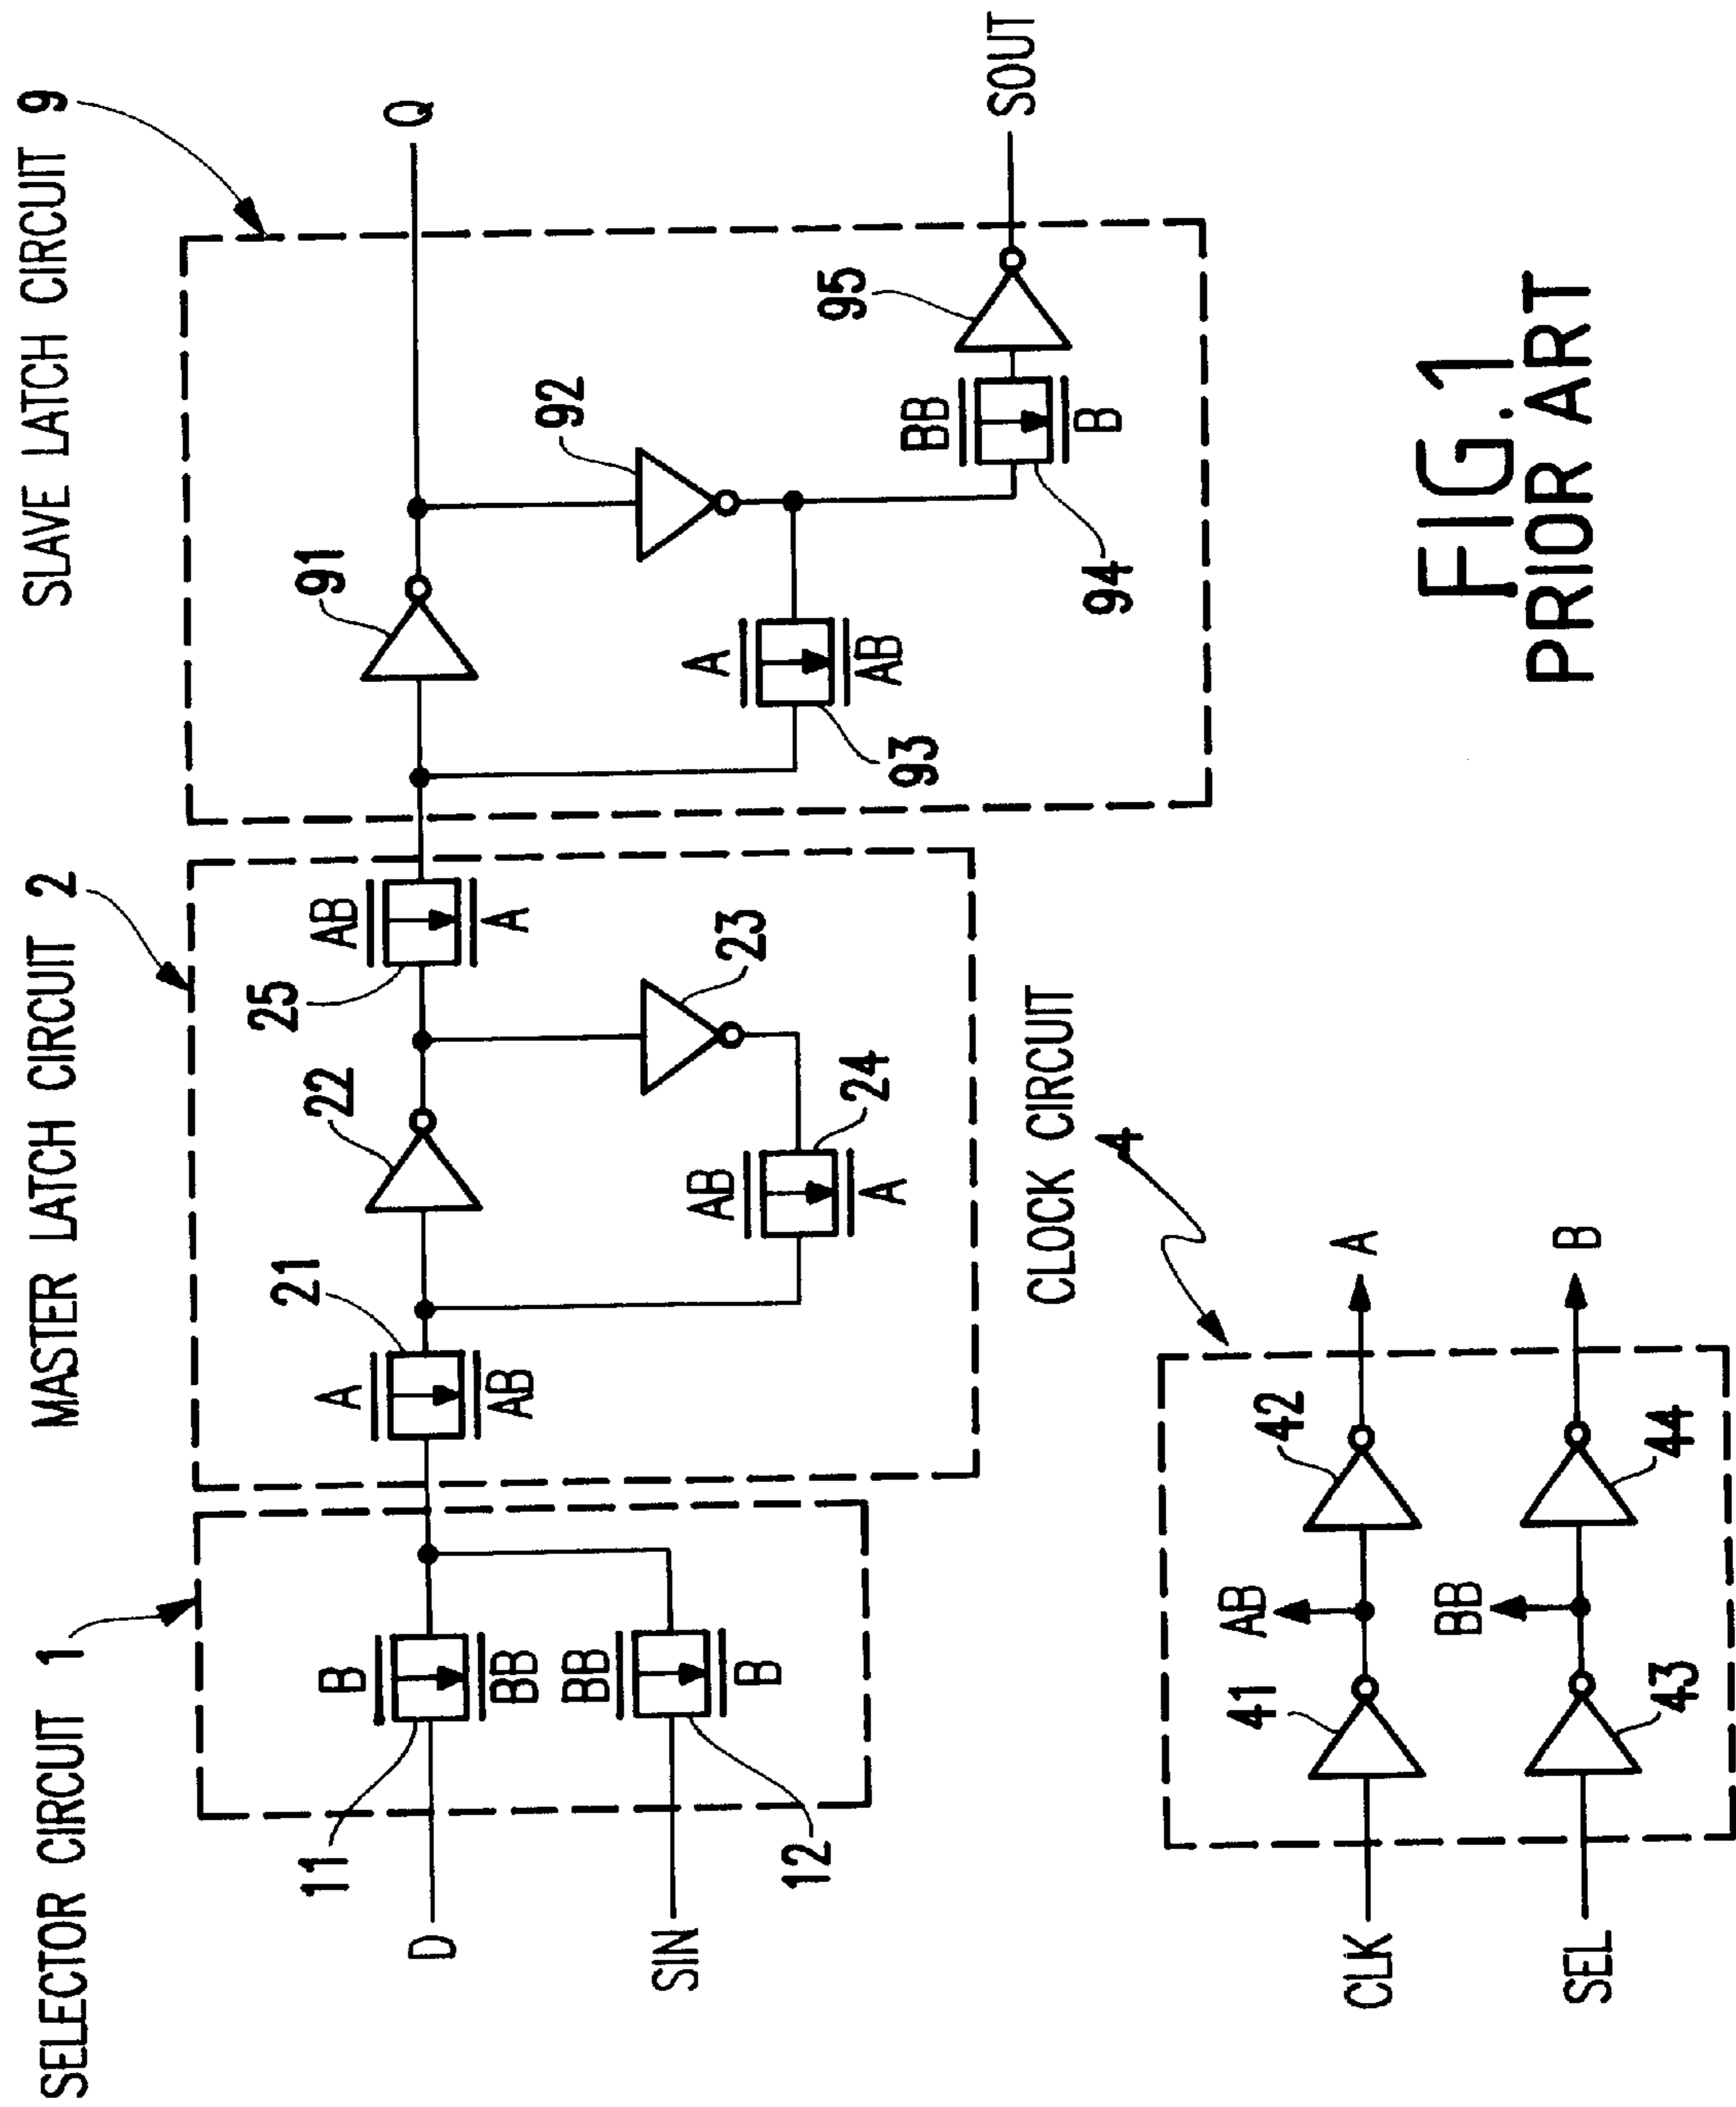 SELECTOR CIRCUIT 1
MASTER LATCH CIRCUIT 2
SLAVE LATCH CIRCUIT 9
D
11
B
BB
SIN
12
BB
B
21
A
AB
22
23
24
AB
A
25
AB
A
91
92
93
A
AB
94
BB
B
95
Q
SOUT
CLOCK CIRCUIT
4
CLK
41
AB
42
A
SEL
43
BB
44
B
FIG.1
PRIOR ART